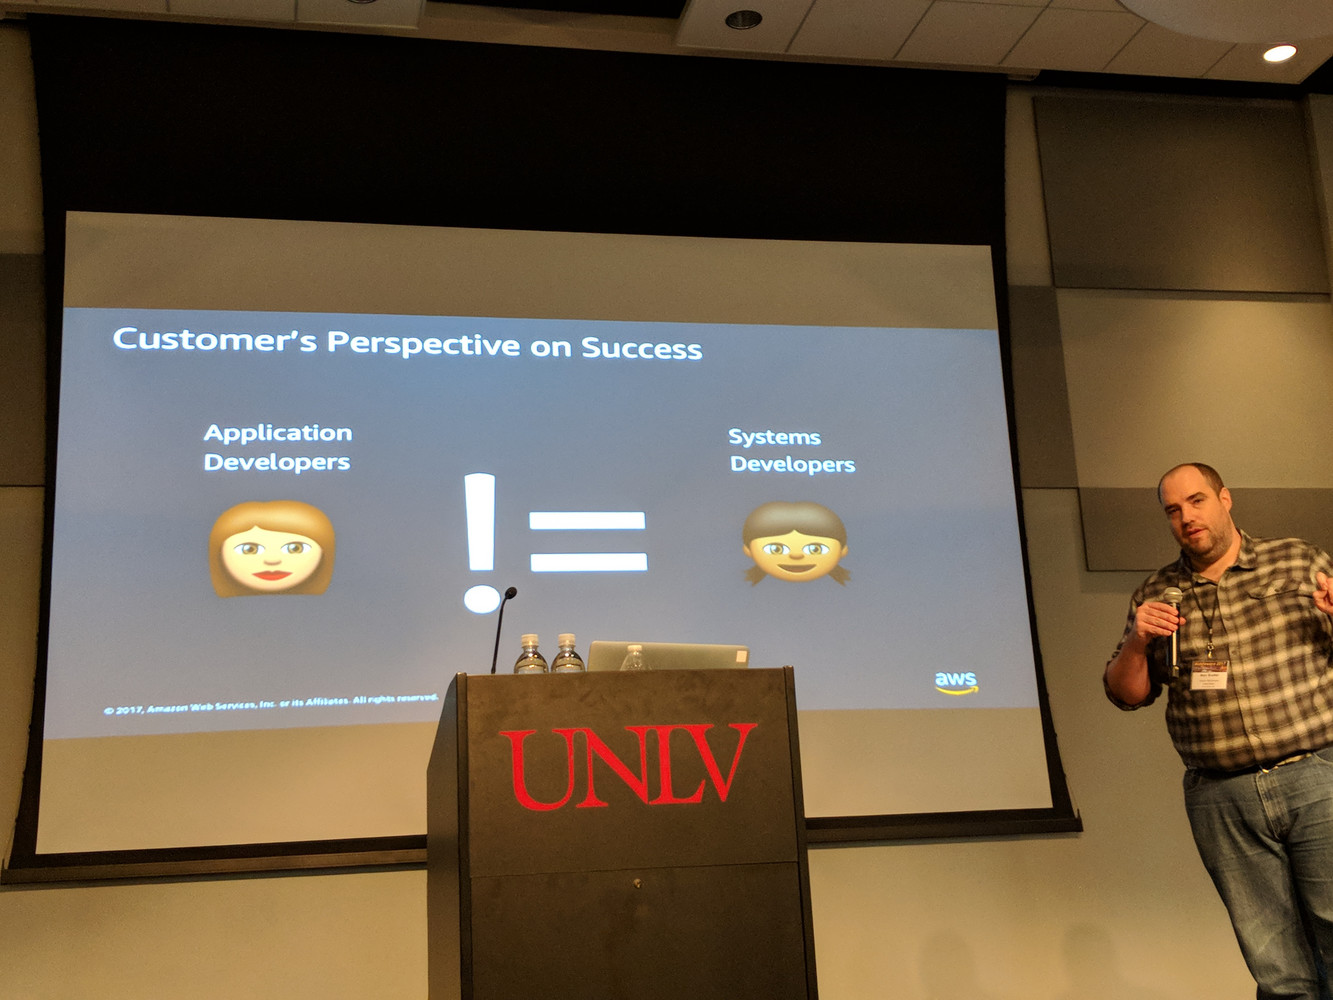 Customer's Perspective on Success
Application
Developers
!=
Systems
Developers
© 2017, Amazon Web Services, Inc. or its Affiliates. All rights reserved.
aws
UNLV